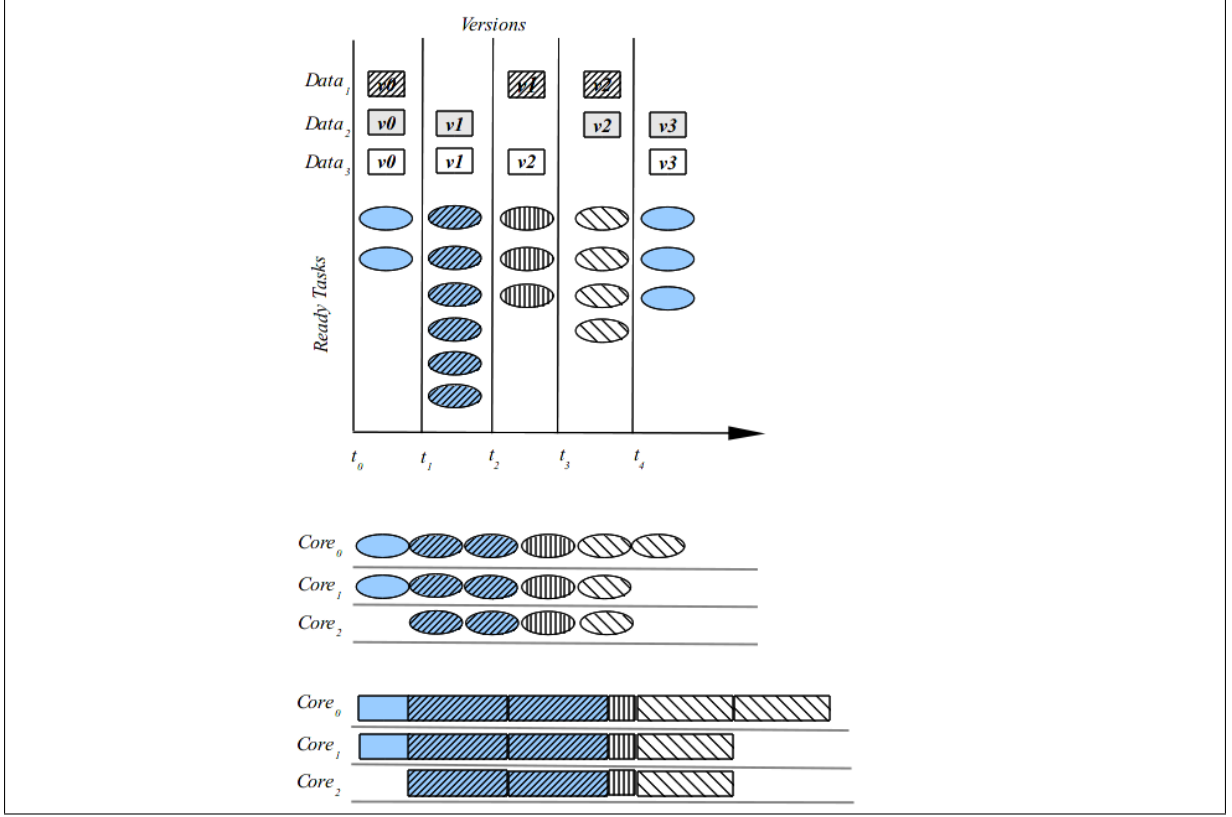 Versions
Data₁ v0 v1 v2
Data₂ v0 v1 v2 v3
Data₃ v0 v1 v2 v3
Ready Tasks
t₀ t₁ t₂ t₃ t₄
Core₀
Core₁
Core₂
Core₀
Core₁
Core₂